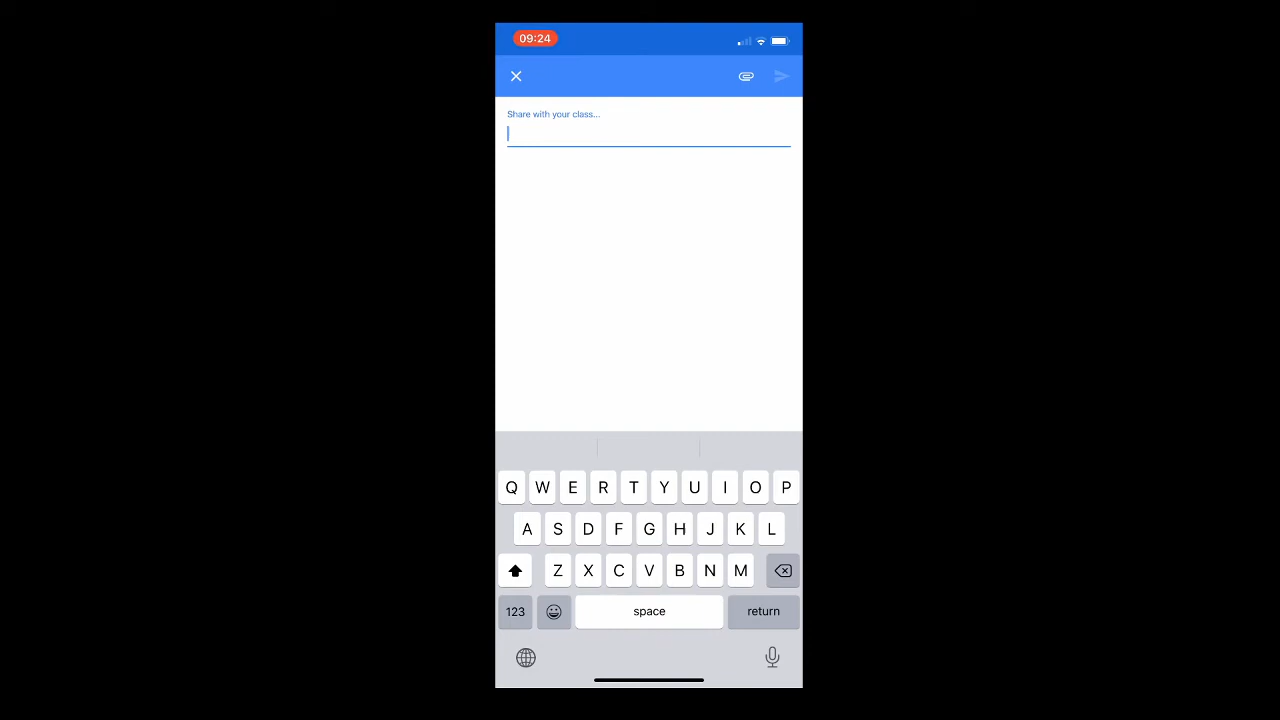 09:24
Share with your class...
Q W E R T Y U I O P
A S D F G H J K L
Z X C V B N M
123 space return